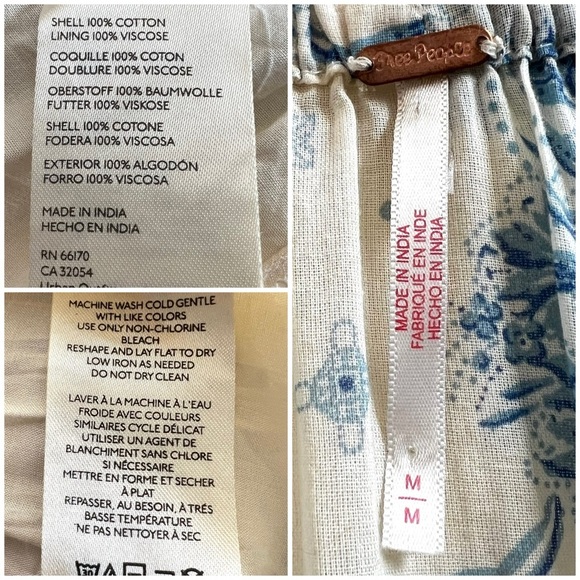 SHELL 100% COTTON
LINING 100% VISCOSE
COQUILLE 100% COTON
DOUBLURE 100% VISCOSE
OBERSTOFF 100% BAUMWOLLE
FUTTER 100% VISKOSE
SHELL 100% COTONE
FODERA 100% VISCOSA
EXTERIOR 100% ALGODÓN
FORRO 100% VISCOSA
MADE IN INDIA
HECHO EN INDIA
RN 66170
CA 32054
MACHINE WASH COLD GENTLE
WITH LIKE COLORS
USE ONLY NON-CHLORINE
BLEACH
RESHAPE AND LAY FLAT TO DRY
LOW IRON AS NEEDED
DO NOT DRY CLEAN
LAVER À LA MACHINE À L'EAU
FROIDE AVEC COULEURS
SIMILAIRES CYCLE DÉLICAT
UTILISER UN AGENT DE
BLANCHIMENT SANS CHLORE
SI NÉCESSAIRE
METTRE EN FORME ET SECHER
À PLAT
REPASSER, AU BESOIN, À TRÉS
BASSE TEMPÉRATURE
NE PAS NETTOYER À SEC
Free People
MADE IN INDIA
FABRIQUÉ EN INDE
HECHO EN INDIA
M
M